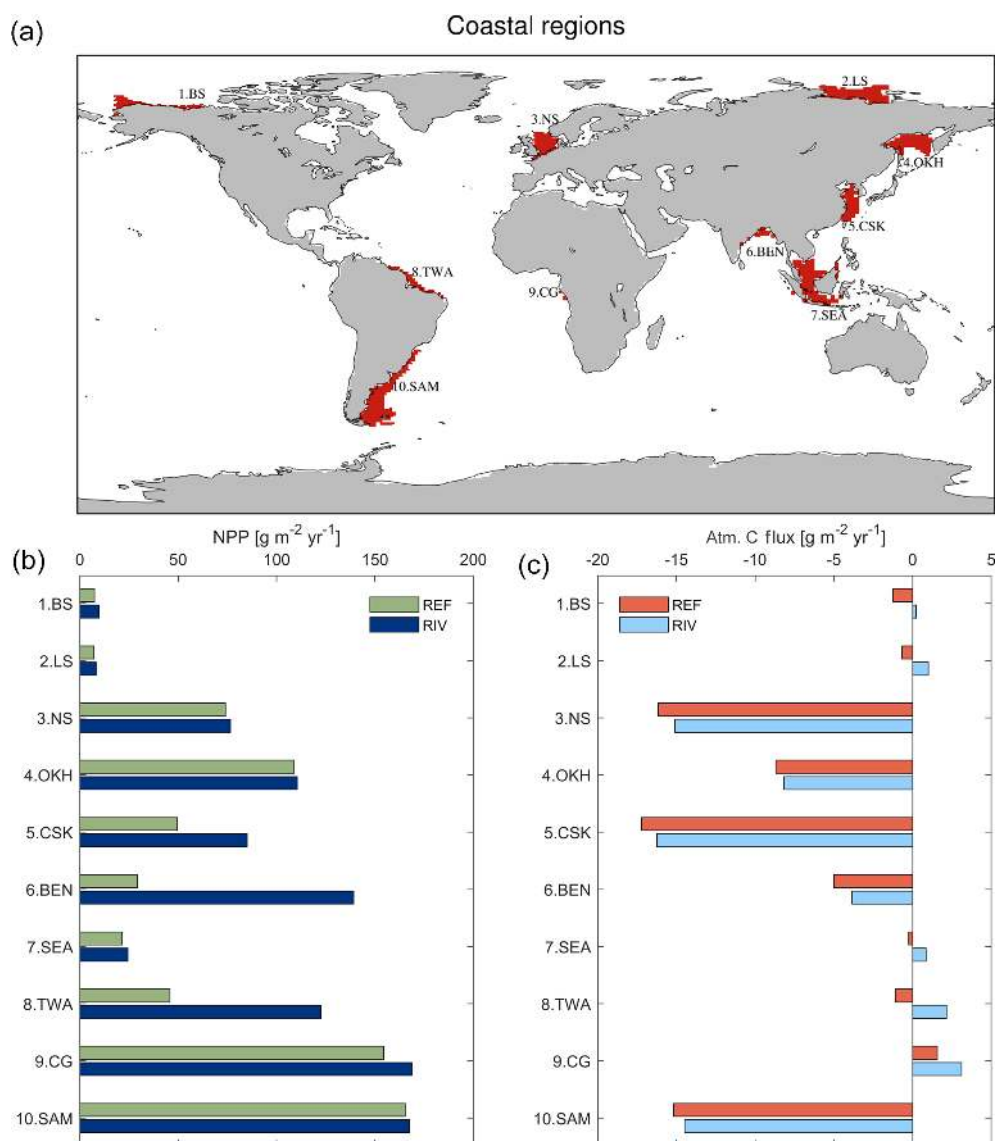 (a)
Coastal regions
1.BS
2.LS
3.NS
4.OKH
5.CSK
6.BEN
7.SEA
8.TWA
9.CG
10.SAM
(b)
NPP [g m⁻² yr⁻¹]
0 50 100 150 200
REF
RIV
1.BS
2.LS
3.NS
4.OKH
5.CSK
6.BEN
7.SEA
8.TWA
9.CG
10.SAM
(c)
Atm. C flux [g m⁻² yr⁻¹]
-20 -15 -10 -5 0 5
REF
RIV
1.BS
2.LS
3.NS
4.OKH
5.CSK
6.BEN
7.SEA
8.TWA
9.CG
10.SAM